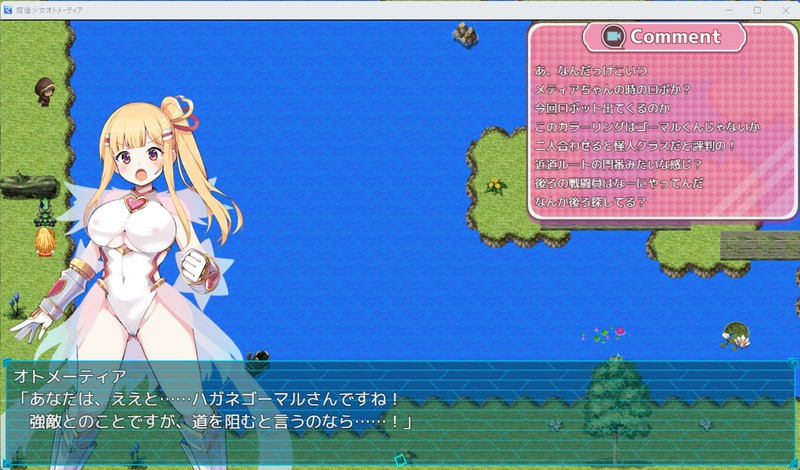 魔道少女オトメーティア
Comment
あ、なんだっけこいつ
メティアちゃんの時のロボか？
今回ロボット出てくるのか
このカラーリングはゴーマルくんじゃないか
二人合わせると怪人クラスだと評判の！
近道ルートの門番みたいな感じ？
後ろの戦闘員はなーにやってんだ
なんか後ろ探してる？
オトメーティア
「あなたは、ええと……ハガネゴーマルさんですね！
強敵とのことですが、道を阻むと言うのなら……！」